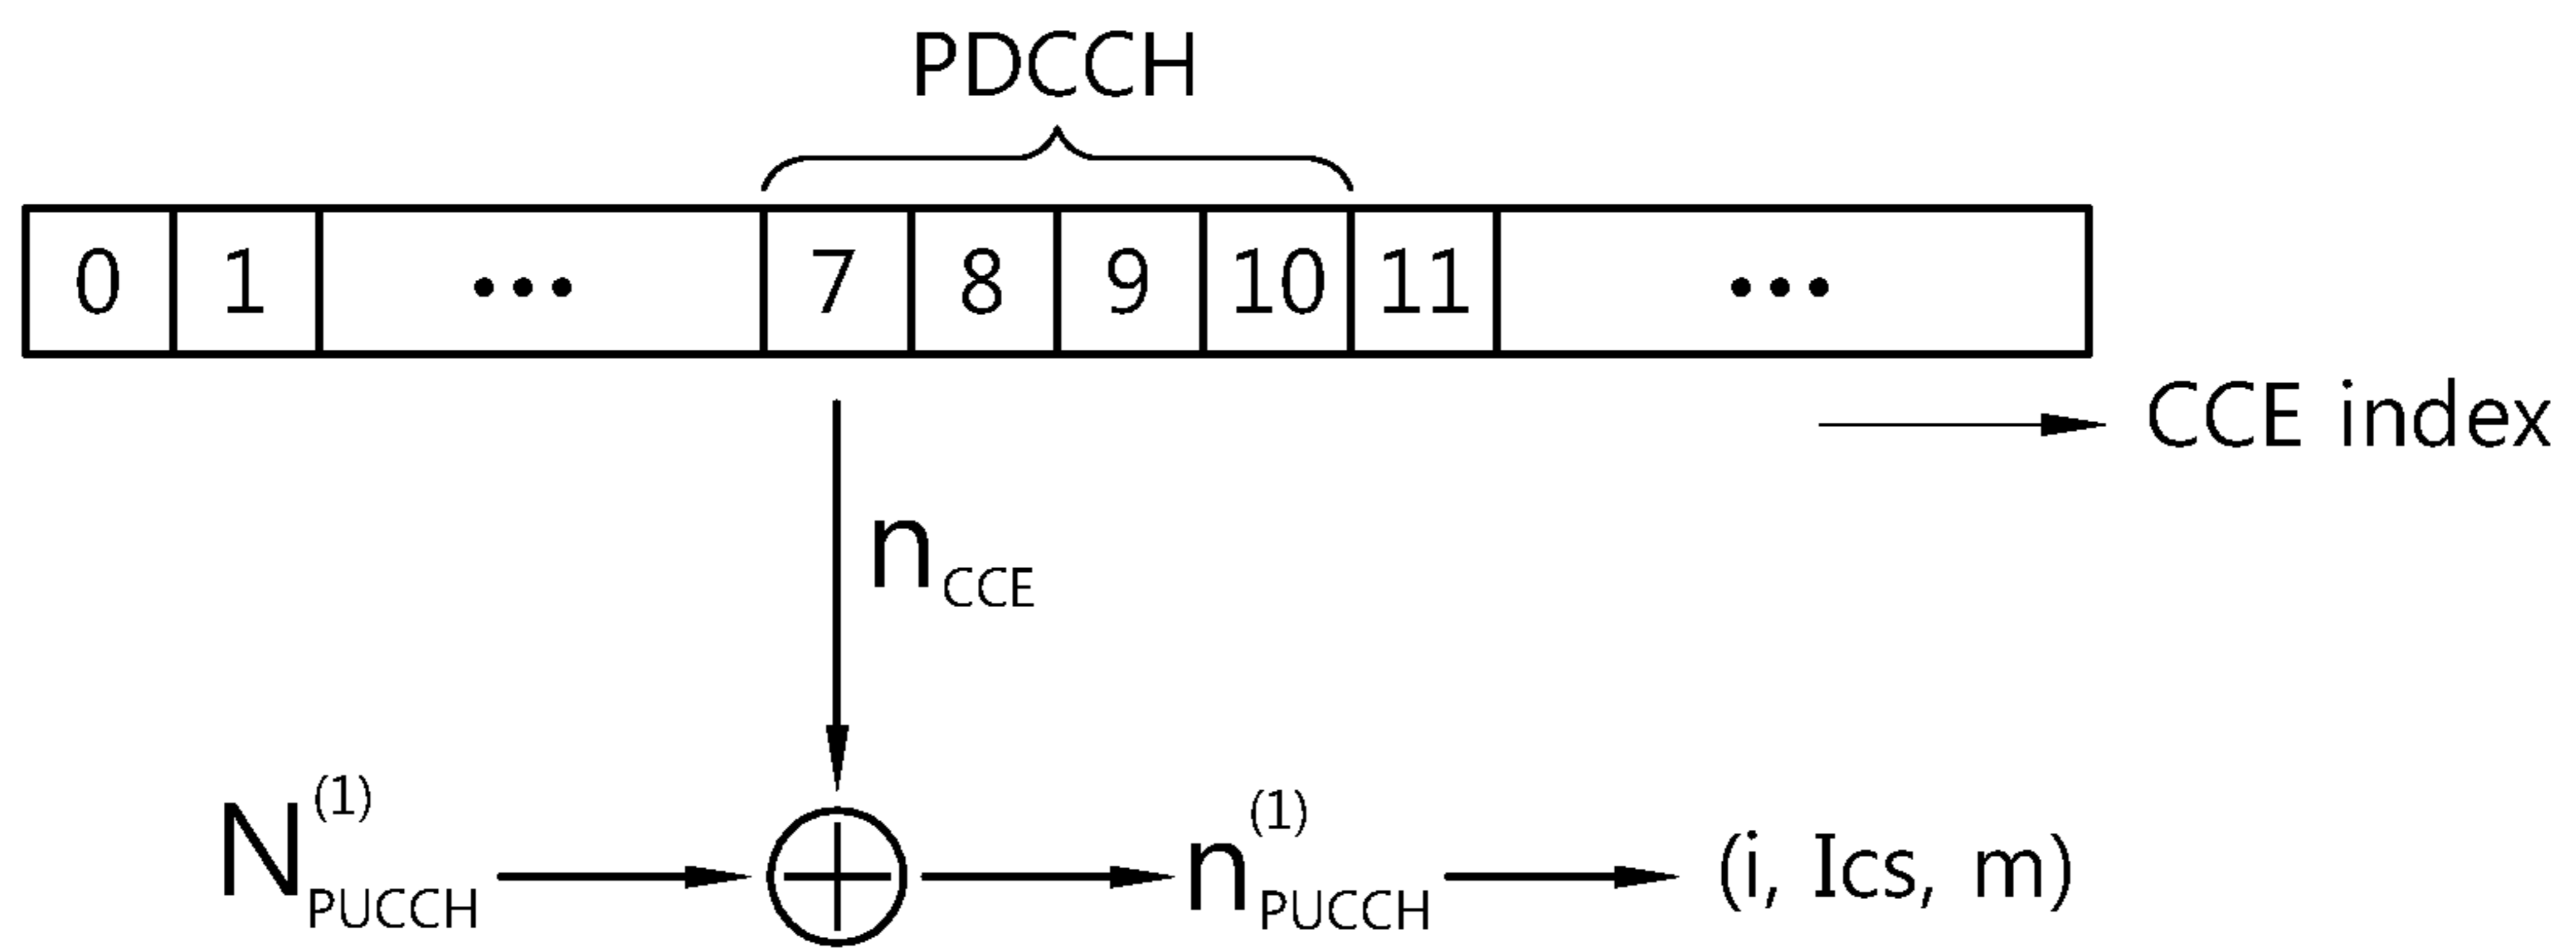 PDCCH
0 1 ••• 7 8 9 10 11 •••
CCE index
n_CCE
N^(1)_PUCCH n^(1)_PUCCH (i, Ics, m)